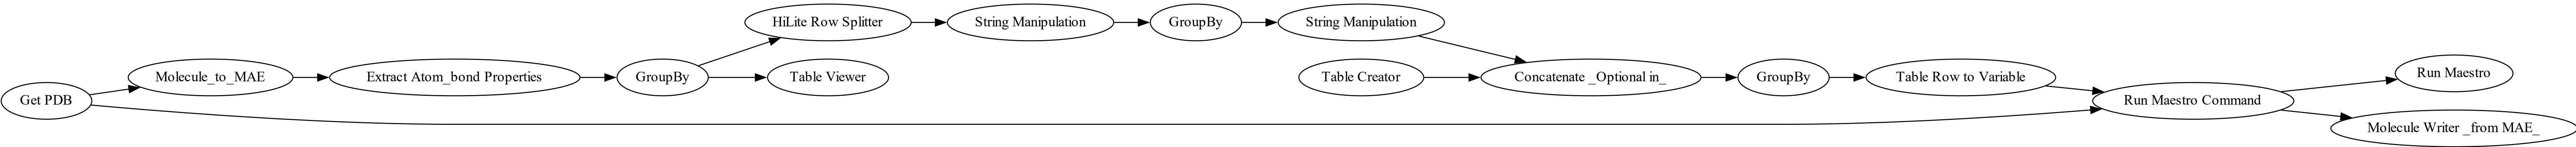 Get PDB
Molecule_to_MAE
Extract Atom_bond Properties
GroupBy
HiLite Row Splitter
Table Viewer
String Manipulation
GroupBy
String Manipulation
Table Creator
Concatenate _Optional in_
GroupBy
Table Row to Variable
Run Maestro Command
Run Maestro
Molecule Writer _from MAE_